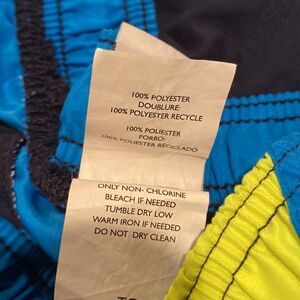 100% POLYESTER
DOUBLURE:
100% POLYESTER RECYCLE
100% POLIESTER
FORRO:
100% POLIESTER RECICLADO
ONLY NON- CHLORINE
BLEACH IF NEEDED
TUMBLE DRY LOW
WARM IRON IF NEEDED
DO NOT DRY CLEAN